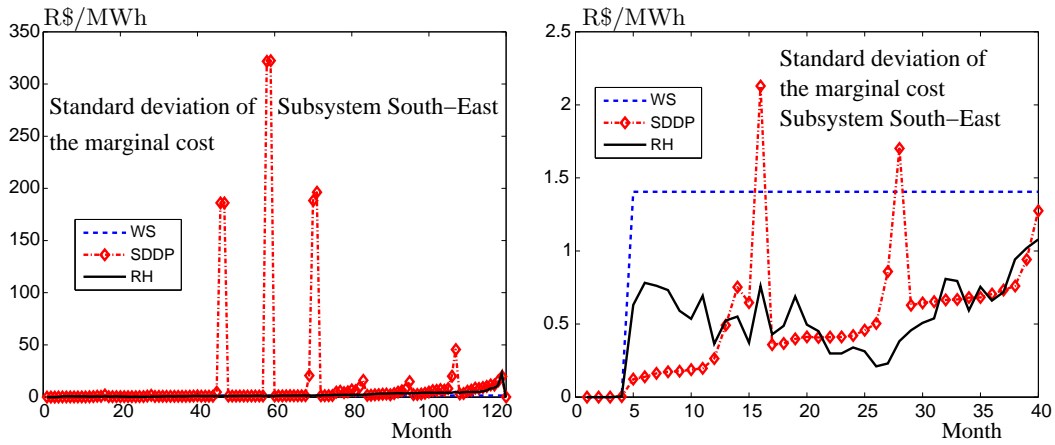 R$/MWh
350
300
250
200
150
100
50
0
Standard deviation of
the marginal cost
Subsystem South−East
WS
SDDP
RH
0
20
40
60
80
100
120
Month
R$/MWh
2.5
2
1.5
1
0.5
0
Standard deviation of
the marginal cost
Subsystem South−East
WS
SDDP
RH
0
5
10
15
20
25
30
35
40
Month